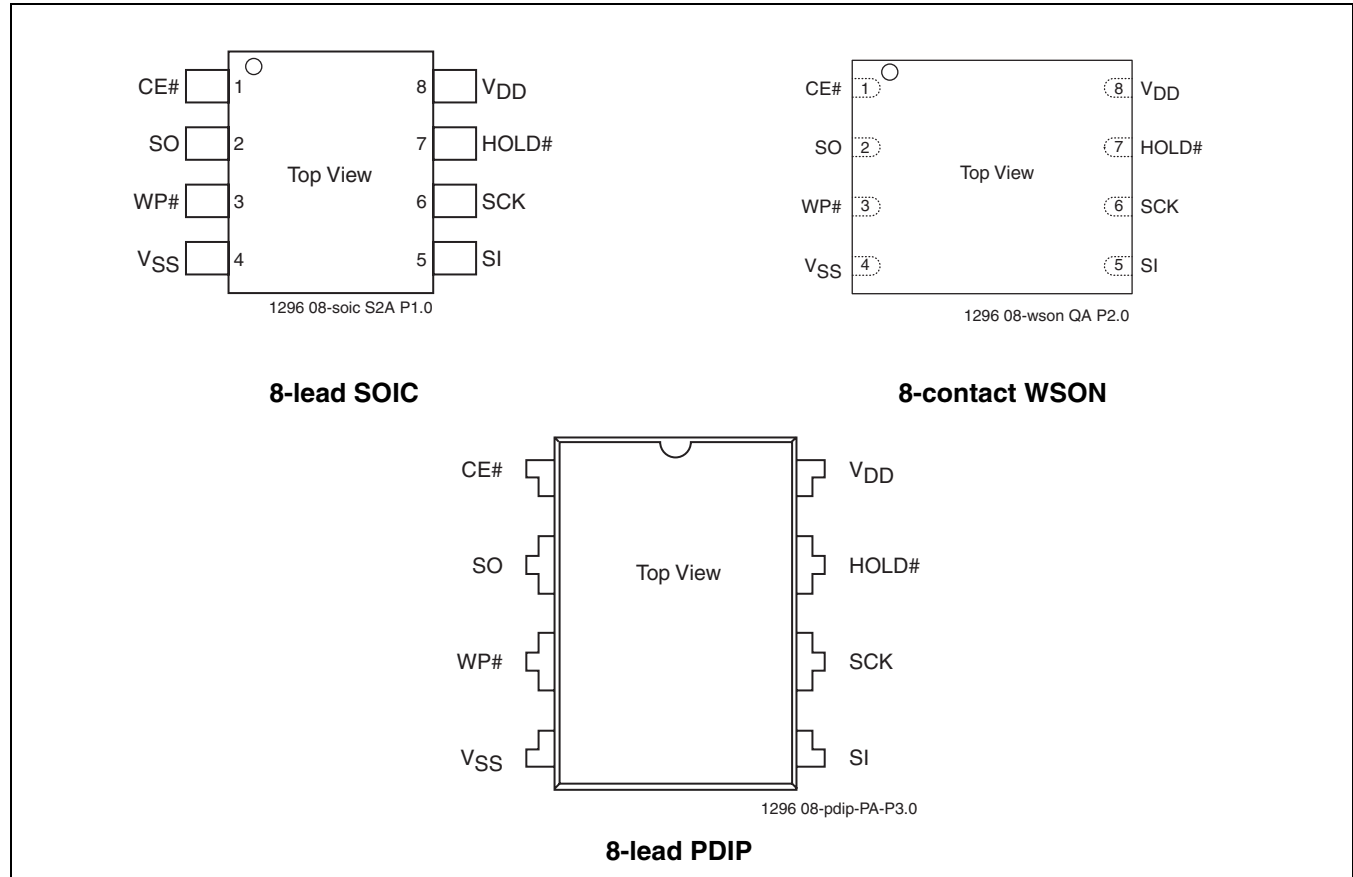 CE# 1 8 VDD
SO 2 7 HOLD#
Top View
WP# 3 6 SCK
VSS 4 5 SI
1296 08-soic S2A P1.0
8-lead SOIC
CE# 1 8 VDD
SO 2 7 HOLD#
Top View
WP# 3 6 SCK
VSS 4 5 SI
1296 08-wson QA P2.0
8-contact WSON
CE# VDD
SO Top View HOLD#
WP# SCK
VSS SI
1296 08-pdip-PA-P3.0
8-lead PDIP